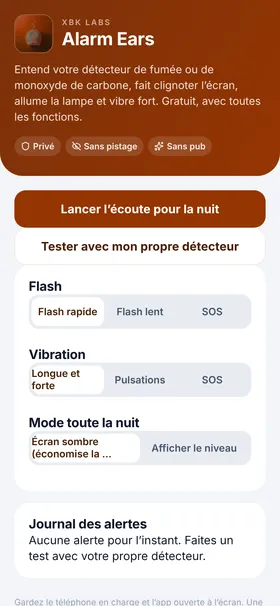 XBK LABS
Alarm Ears
Entend votre détecteur de fumée ou de
monoxyde de carbone, fait clignoter l'écran,
allume la lampe et vibre fort. Gratuit, avec toutes
les fonctions.
Privé
Sans pistage
Sans pub
Lancer l'écoute pour la nuit
Tester avec mon propre détecteur
Flash
Flash rapide
Flash lent
SOS
Vibration
Longue et
forte
Pulsations
SOS
Mode toute la nuit
Écran sombre
(économise la ...
Afficher le niveau
Journal des alertes
Aucune alerte pour l'instant. Faites un
test avec votre propre détecteur.
Gardez le téléphone en charge et l'app ouverte à l'écran. Une